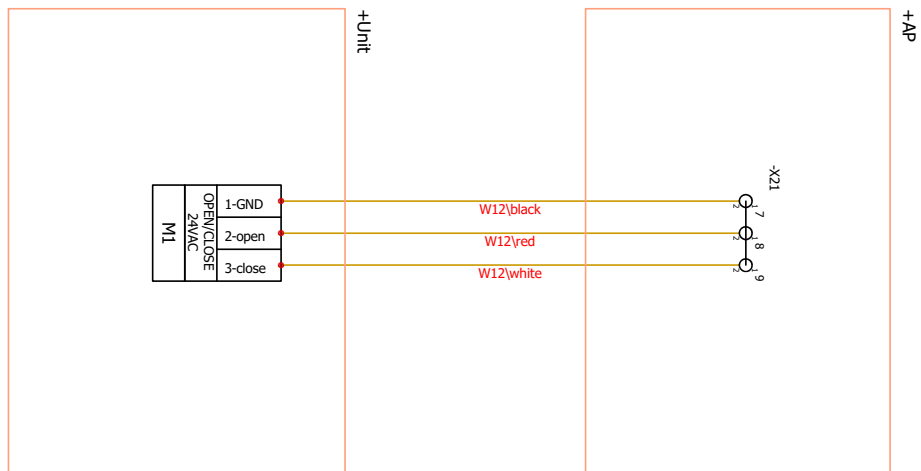 +Unit
+AP
-X21
M1
OPEN/CLOSE
24VAC
1-GND
2-open
3-close
W12\black
W12\red
W12\white
2 1 7
2 1 8
2 1 9